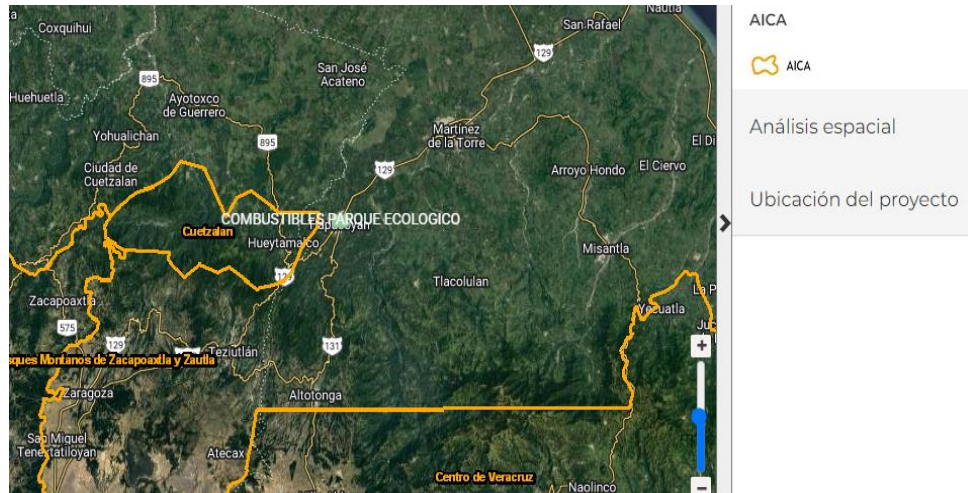 Coxquihui
San Rafael
Nautla
129
San José
Acateno
895
Huehuetla
Ayotoxco
de Guerrero
Yohualichan
895
Martínez
de la Torre
129
El Di
Ciudad de
Cuetzalan
Arroyo Hondo
El Ciervo
COMBUSTIBLES PARQUE ECOLOGICO
Cuetzalan
Hueytamalco
Misantla
Tlacolulan
Zacapoaxtla
575
129
Yecuatla
La P
131
Teziutlán
sques Montanos de Zacapoaxtla y Zautla
Zaragoza
Altotonga
San Miguel
Tenextatiloyan
Atecax
Centro de Veracruz
Naolinco
+
−
AICA
AICA
Análisis espacial
Ubicación del proyecto